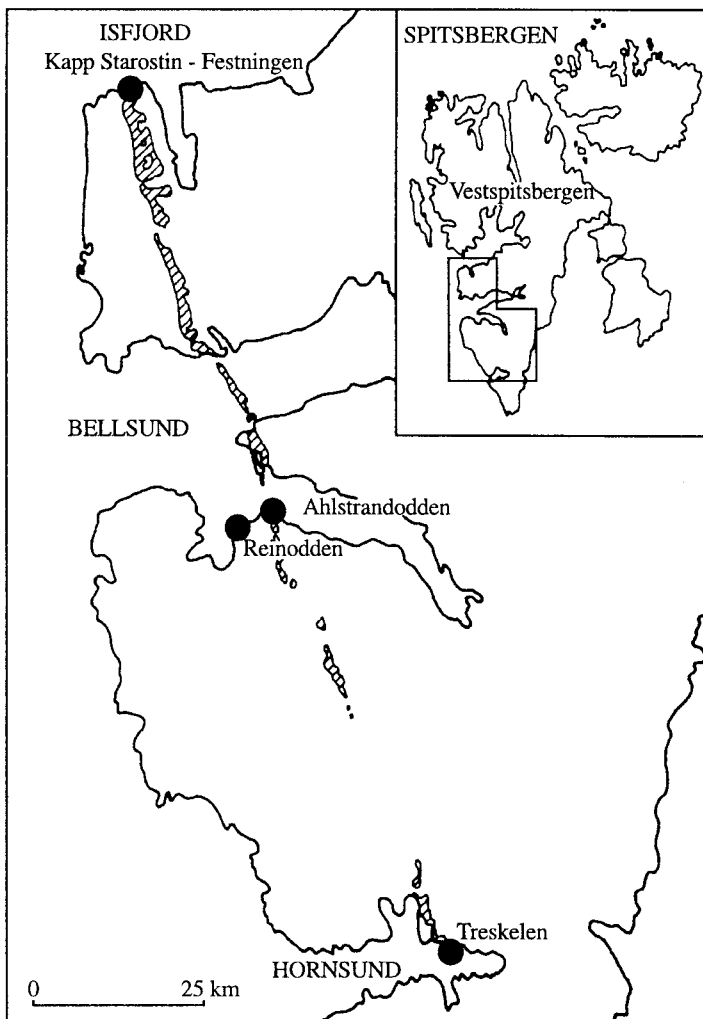 ISFJORD
Kapp Starostin - Festningen
SPITSBERGEN
Vestspitsbergen
BELLSUND
Ahlstrandodden
Reinodden
Treskelen
HORNSUND
0 25 km